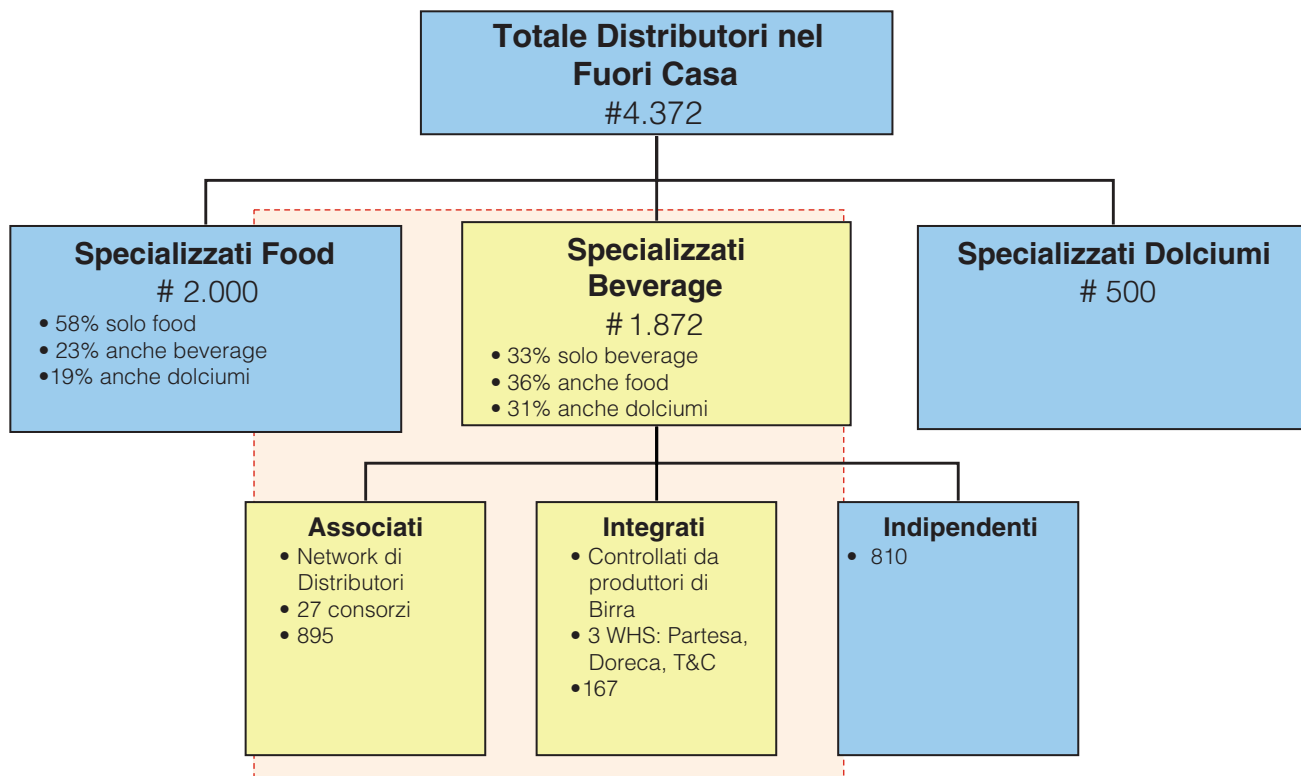 Totale Distributori nel
Fuori Casa
#4.372
Specializzati Food
# 2.000
• 58% solo food
• 23% anche beverage
•19% anche dolciumi
Specializzati
Beverage
# 1.872
• 33% solo beverage
• 36% anche food
• 31% anche dolciumi
Specializzati Dolciumi
# 500
Associati
• Network di
Distributori
• 27 consorzi
• 895
Integrati
• Controllati da
produttori di
Birra
• 3 WHS: Partesa,
Doreca, T&C
•167
Indipendenti
• 810